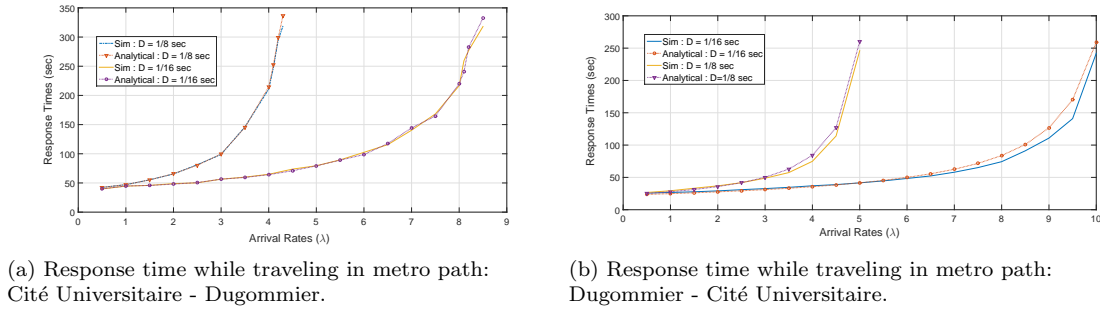 350
300
250
200
150
100
50
0
Response Times (sec)
Sim : D = 1/8 sec
Analytical : D = 1/8 sec
Sim : D = 1/16 sec
Analytical : D = 1/16 sec
0 1 2 3 4 5 6 7 8 9
Arrival Rates (λ)
(a) Response time while traveling in metro path:
Cité Universitaire - Dugommier.
300
250
200
150
100
50
0
Response Times (sec)
Sim : D = 1/16 sec
Analytical : D = 1/16 sec
Sim : D = 1/8 sec
Analytical : D=1/8 sec
0 1 2 3 4 5 6 7 8 9 10
Arrival Rates (λ)
(b) Response time while traveling in metro path:
Dugommier - Cité Universitaire.